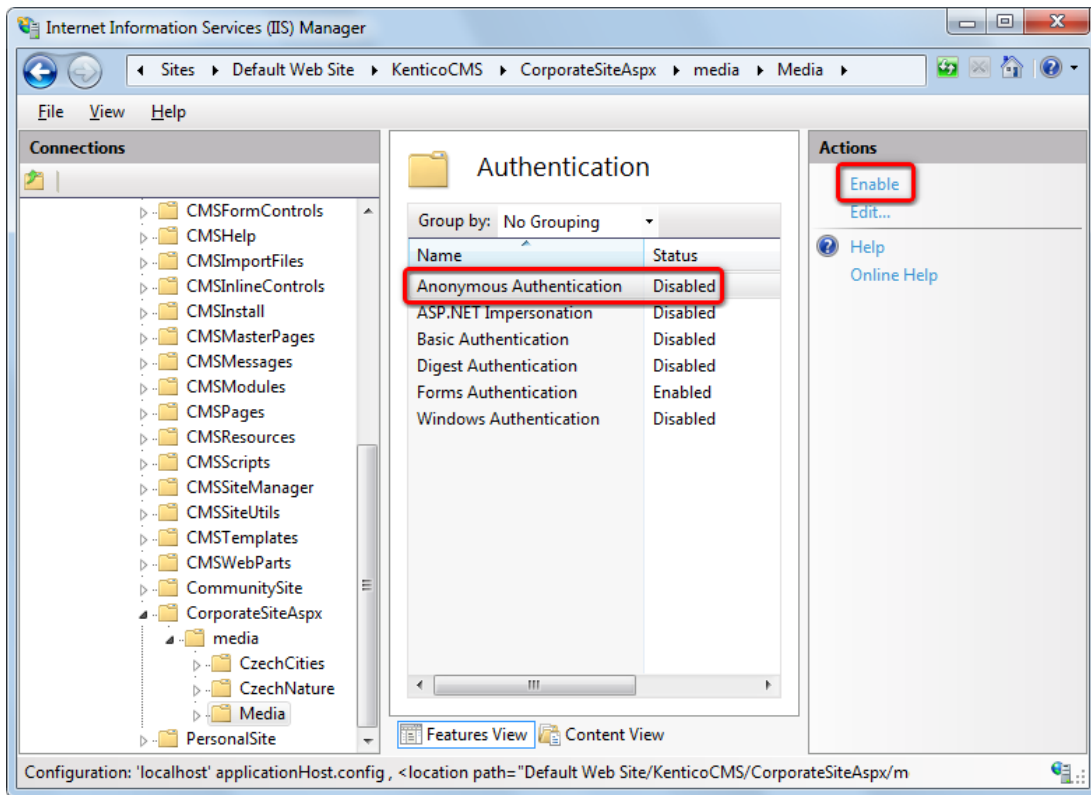 Internet Information Services (IIS) Manager
Sites Default Web Site KenticoCMS CorporateSiteAspx media Media
File View Help
Connections
CMSFormControls
CMSHelp
CMSImportFiles
CMSInlineControls
CMSInstall
CMSMasterPages
CMSMessages
CMSModules
CMSPages
CMSResources
CMSScripts
CMSSiteManager
CMSSiteUtils
CMSTemplates
CMSWebParts
CommunitySite
CorporateSiteAspx
media
CzechCities
CzechNature
Media
PersonalSite
Authentication
Group by: No Grouping
Name Status
Anonymous Authentication Disabled
ASP.NET Impersonation Disabled
Basic Authentication Disabled
Digest Authentication Disabled
Forms Authentication Enabled
Windows Authentication Disabled
Features View Content View
Actions
Enable
Edit...
Help
Online Help
Configuration: 'localhost' applicationHost.config , <location path="Default Web Site/KenticoCMS/CorporateSiteAspx/m